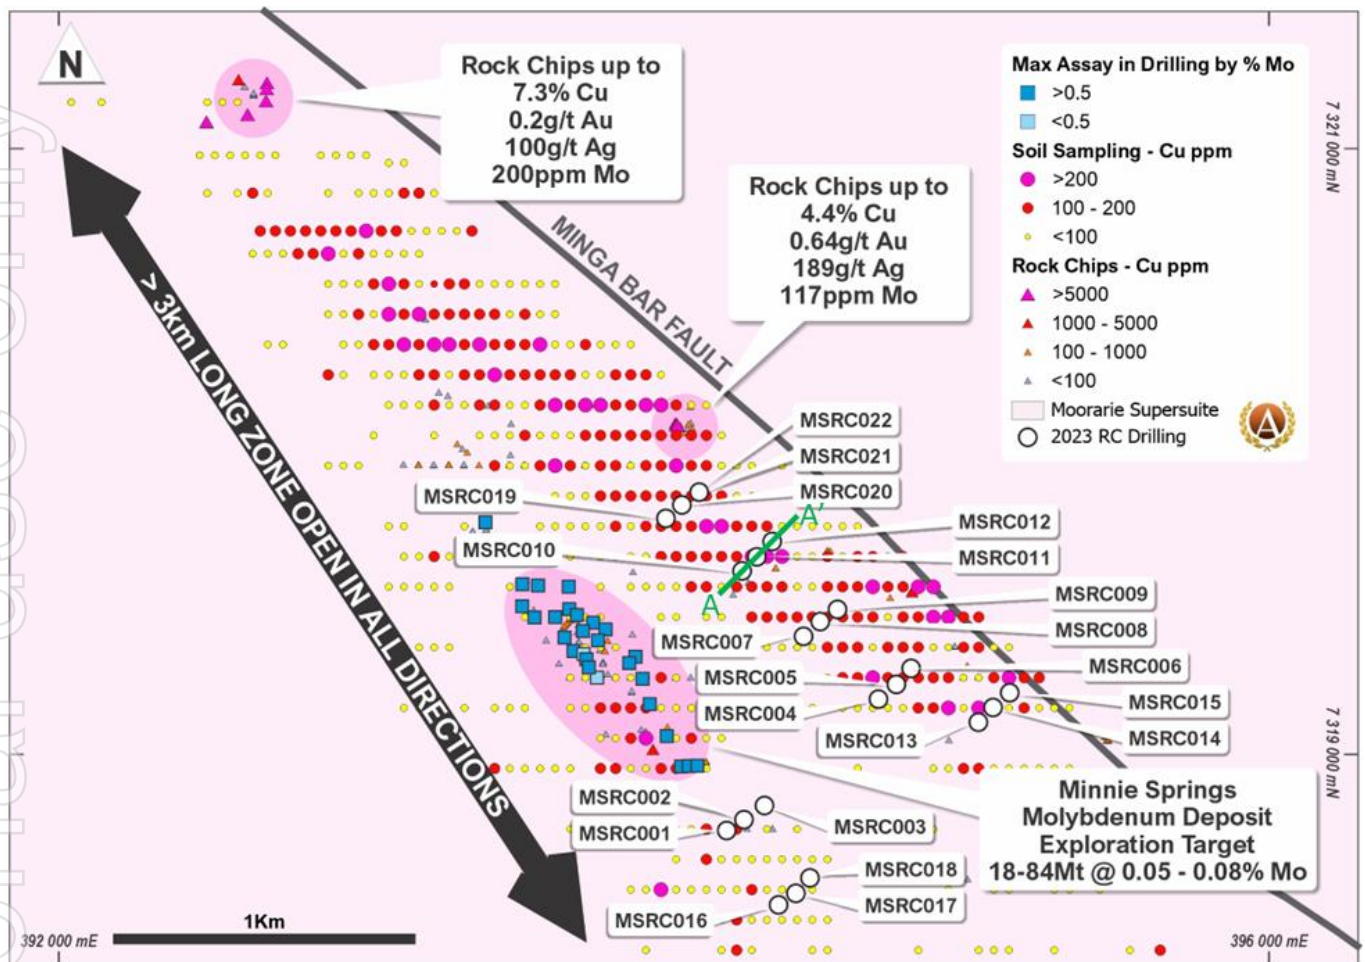 N
Rock Chips up to
7.3% Cu
0.2g/t Au
100g/t Ag
200ppm Mo
Rock Chips up to
4.4% Cu
0.64g/t Au
189g/t Ag
117ppm Mo
MINGA BAR FAULT
> 3km LONG ZONE OPEN IN ALL DIRECTIONS
Max Assay in Drilling by % Mo
>0.5
<0.5
Soil Sampling - Cu ppm
>200
100 - 200
<100
Rock Chips - Cu ppm
>5000
1000 - 5000
100 - 1000
<100
Moorarie Supersuite
2023 RC Drilling
A
7 321 000 mN
MSRC022
MSRC021
MSRC020
MSRC019
A'
MSRC012
MSRC010
MSRC011
A
MSRC009
MSRC008
MSRC007
MSRC006
MSRC005
MSRC004
MSRC015
MSRC013
MSRC014
7 319 000 mN
MSRC002
MSRC001
MSRC003
Minnie Springs
Molybdenum Deposit
Exploration Target
18-84Mt @ 0.05 - 0.08% Mo
MSRC018
MSRC017
MSRC016
1Km
392 000 mE
396 000 mE